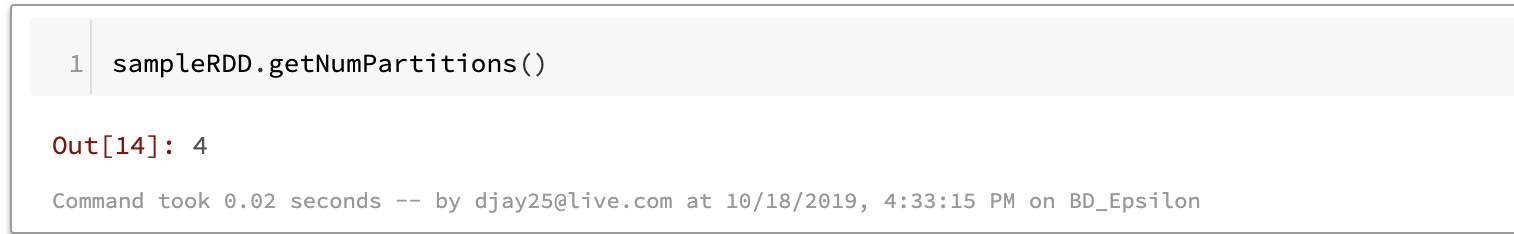 1 sampleRDD.getNumPartitions()
Out[14]: 4
Command took 0.02 seconds -- by djay25@live.com at 10/18/2019, 4:33:15 PM on BD_Epsilon